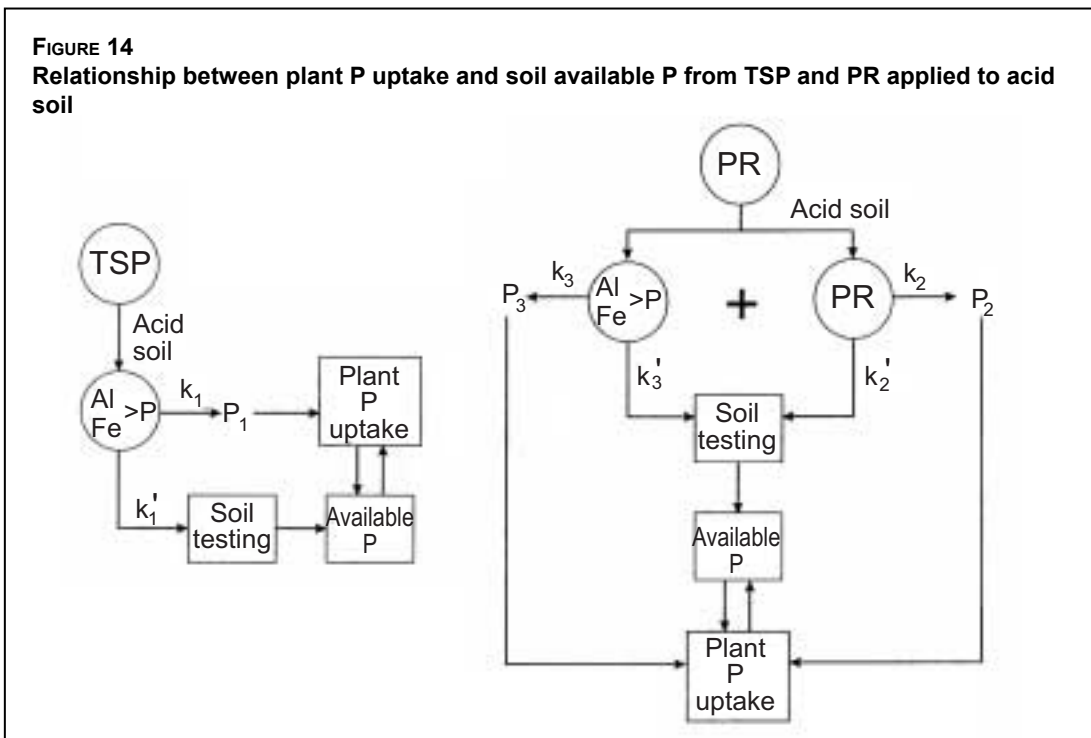 FIGURE 14
Relationship between plant P uptake and soil available P from TSP and PR applied to acid
soil
TSP
Acid
soil
Al
Fe >P
k1
P1
Plant
P
uptake
k1'
Soil
testing
Available
P
PR
Acid soil
P3
k3
Al
Fe >P
+
PR
k2
P2
k3'
k2'
Soil
testing
Available
P
Plant
P
uptake